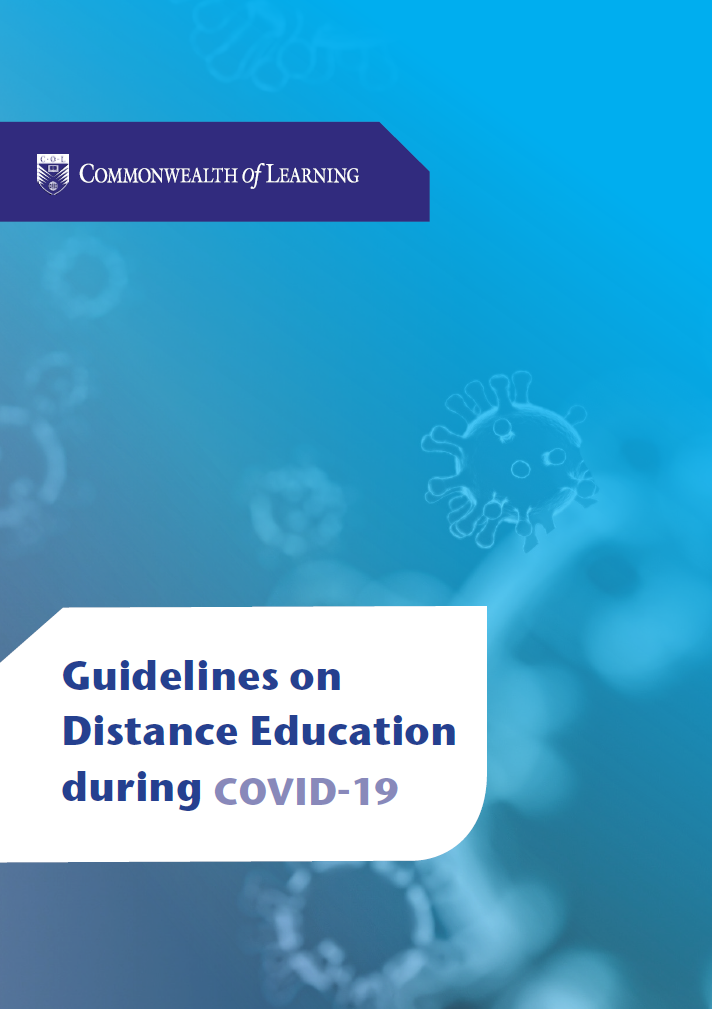 C·O·L
COMMONWEALTH of LEARNING
Guidelines on
Distance Education
during COVID-19